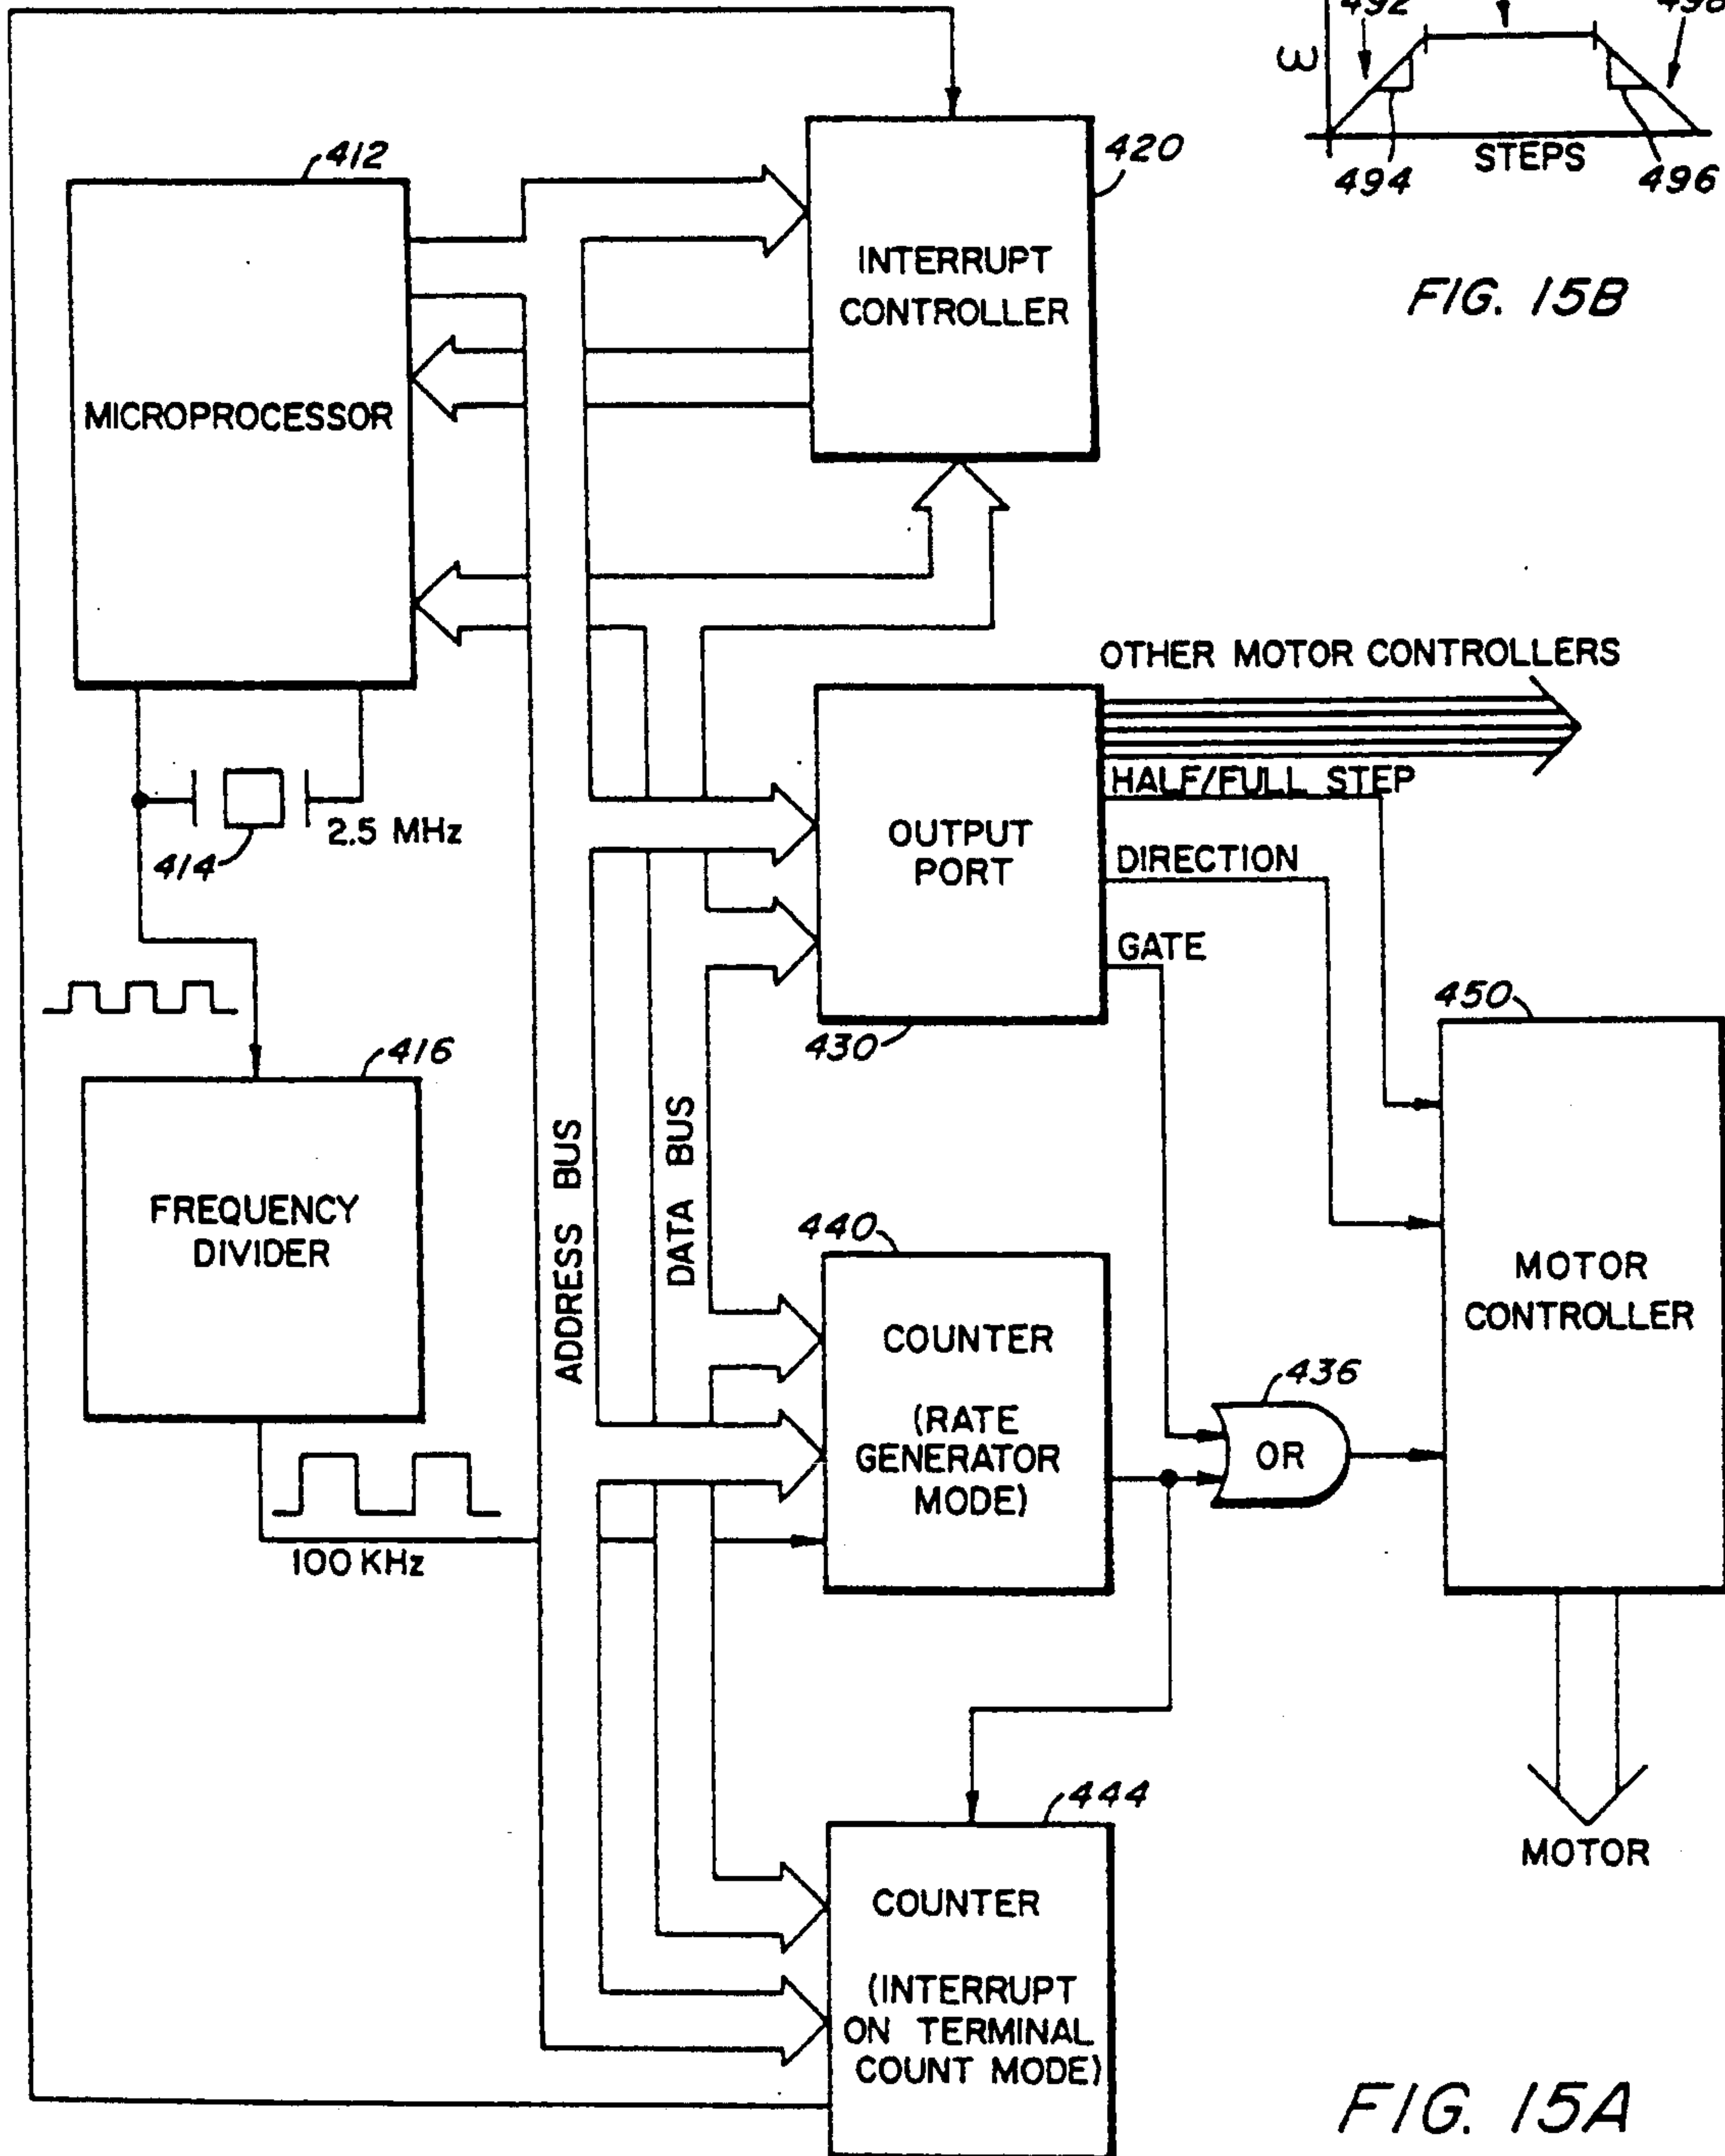 492
498
ω
STEPS
494
496
FIG. 15B
412
420
INTERRUPT
CONTROLLER
MICROPROCESSOR
OTHER MOTOR CONTROLLERS
HALF/FULL STEP
2.5 MHz
414
OUTPUT
PORT
DIRECTION
GATE
430
450
416
FREQUENCY
DIVIDER
ADDRESS BUS
DATA BUS
440
COUNTER
(RATE
GENERATOR
MODE)
436
OR
MOTOR
CONTROLLER
100 KHz
444
COUNTER
(INTERRUPT
ON TERMINAL
COUNT MODE)
MOTOR
FIG. 15A